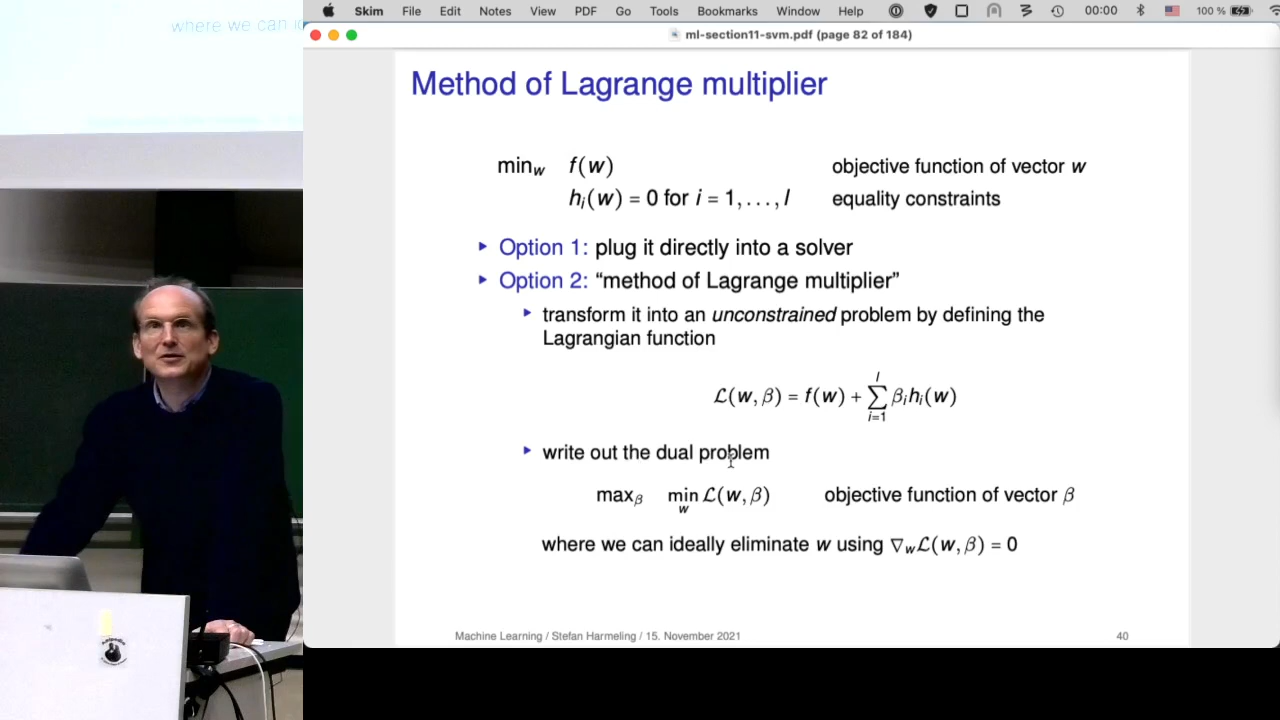 where we can
Skim File Edit Notes View PDF Go Tools Bookmarks Window Help 00:00 100 %
ml-section11-svm.pdf (page 82 of 184)
Method of Lagrange multiplier
min_w f(w) objective function of vector w
h_i(w) = 0 for i = 1, . . . , l equality constraints
▸ Option 1: plug it directly into a solver
▸ Option 2: “method of Lagrange multiplier”
▸ transform it into an unconstrained problem by defining the
Lagrangian function
ℒ(w, β) = f(w) + ∑_{i=1}^{l} β_i h_i(w)
▸ write out the dual problem
max_β min_w ℒ(w, β) objective function of vector β
where we can ideally eliminate w using ∇_w ℒ(w, β) = 0
Machine Learning / Stefan Harmeling / 15. November 2021 40